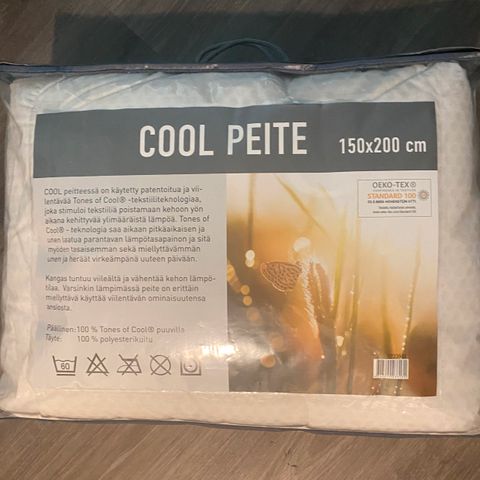 COOL PEITE
150x200 cm
COOL peitteessä on käytetty patentoitua ja vii-
lentävää Tones of Cool® -tekstiiliteknologiaa,
joka stimuloi tekstiiliä poistamaan kehoon yön
aikana kehittyvää ylimääräistä lämpöä. Tones of
Cool® - teknologia saa aikaan pitkäaikaisen ja
unen laatua parantavan lämpötasapainon ja sitä
myöden tasaisemman sekä miellyttävämmän
unen ja heräät virkeämpänä uuteen päivään.
Kangas tuntuu viileältä ja vähentää kehon lämpö-
tilaa. Varsinkin lämpimässä peite on erittäin
miellyttävä käyttää viilentävän ominaisuutensa
ansiosta.
Päällinen: 100 % Tones of Cool® puuvilla
Täyte: 100 % polyesterikuitu
60
OEKO-TEX®
STANDARD 100